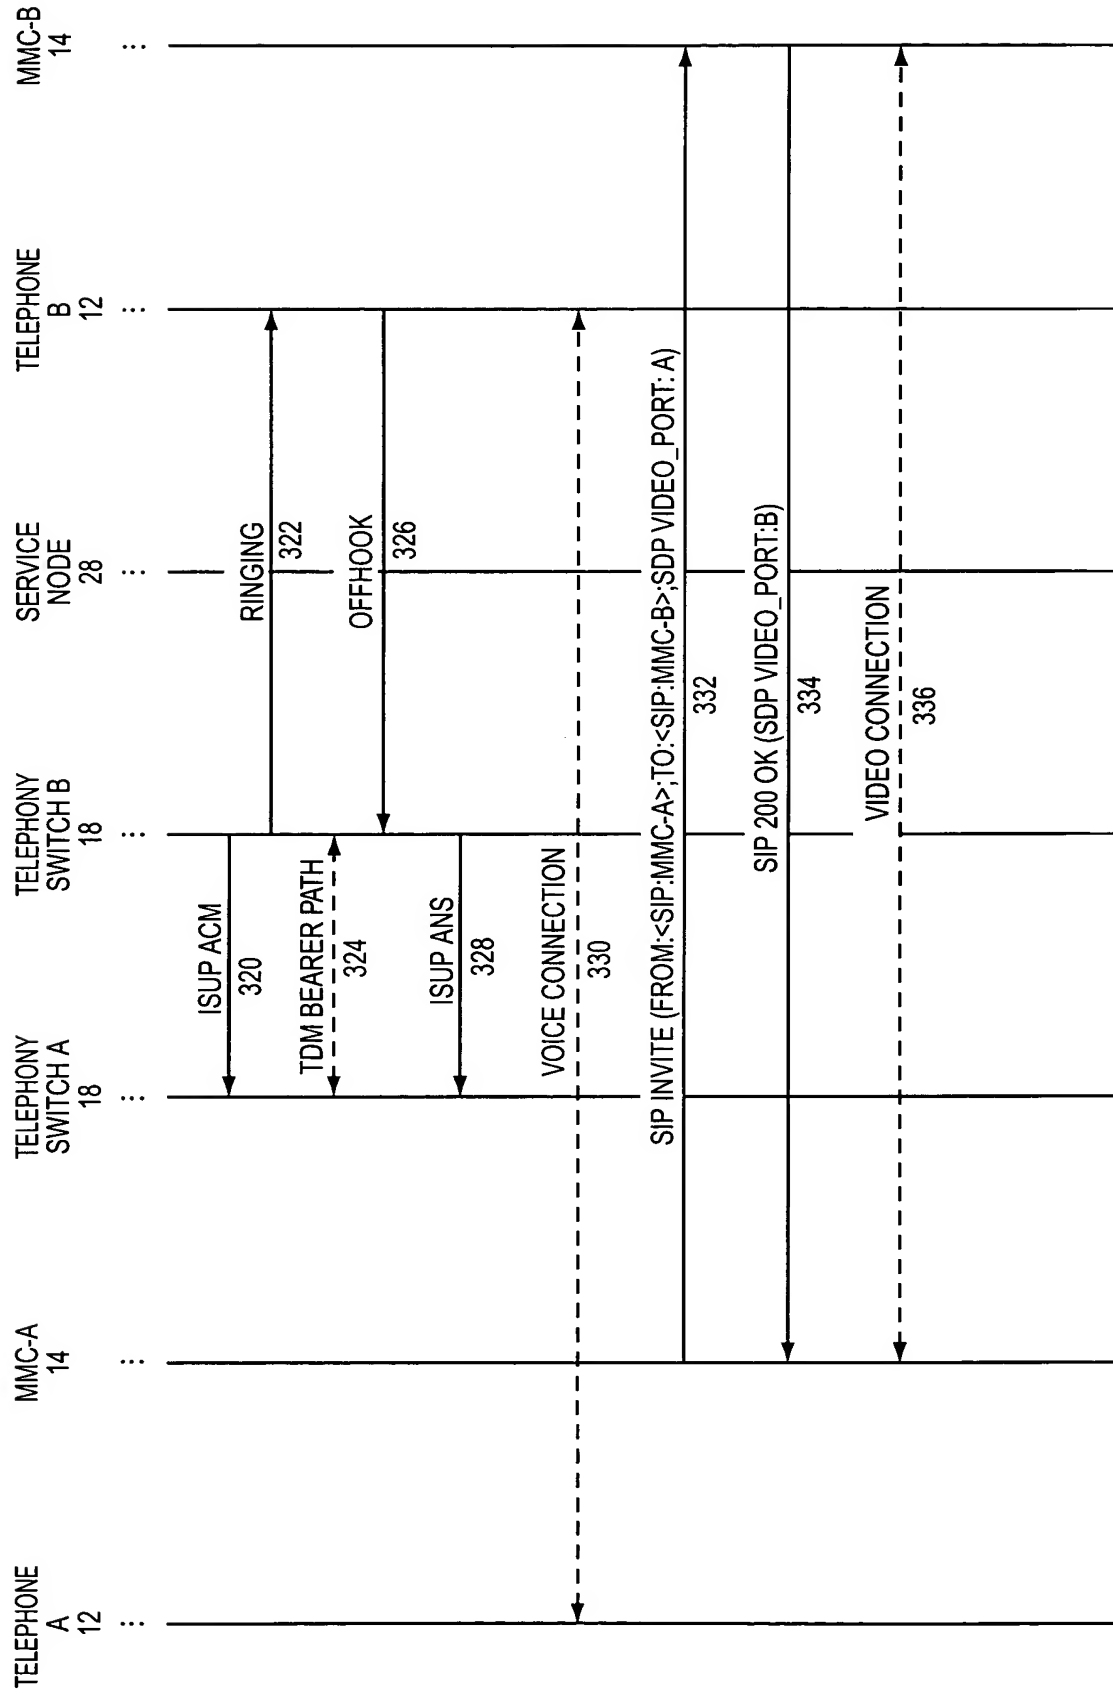 TELEPHONE
A
12
...
MMC-A
14
...
TELEPHONY
SWITCH A
18
...
TELEPHONY
SWITCH B
18
...
SERVICE
NODE
28
...
TELEPHONE
B
12
...
MMC-B
14
...
ISUP ACM
320
RINGING
322
TDM BEARER PATH
324
OFFHOOK
326
ISUP ANS
328
VOICE CONNECTION
330
SIP INVITE (FROM:<SIP:MMC-A>;TO:<SIP:MMC-B>;SDP VIDEO_PORT: A)
332
SIP 200 OK (SDP VIDEO_PORT:B)
334
VIDEO CONNECTION
336